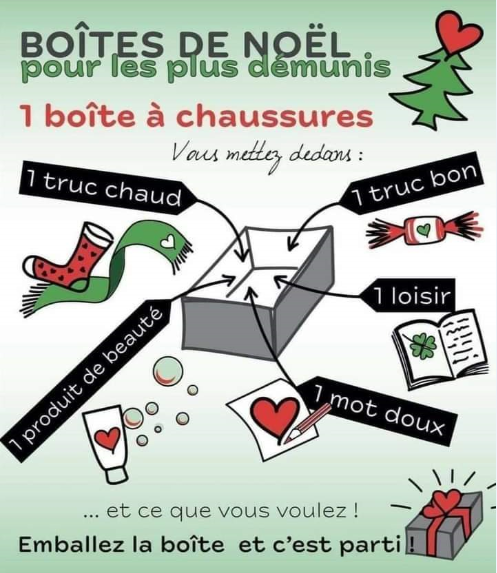 BOÎTES DE NOËL
pour les plus démunis
1 boîte à chaussures
Vous mettez dedans :
1 truc chaud
1 truc bon
1 loisir
1 produit de beauté
1 mot doux
... et ce que vous voulez !
Emballez la boîte et c'est parti !